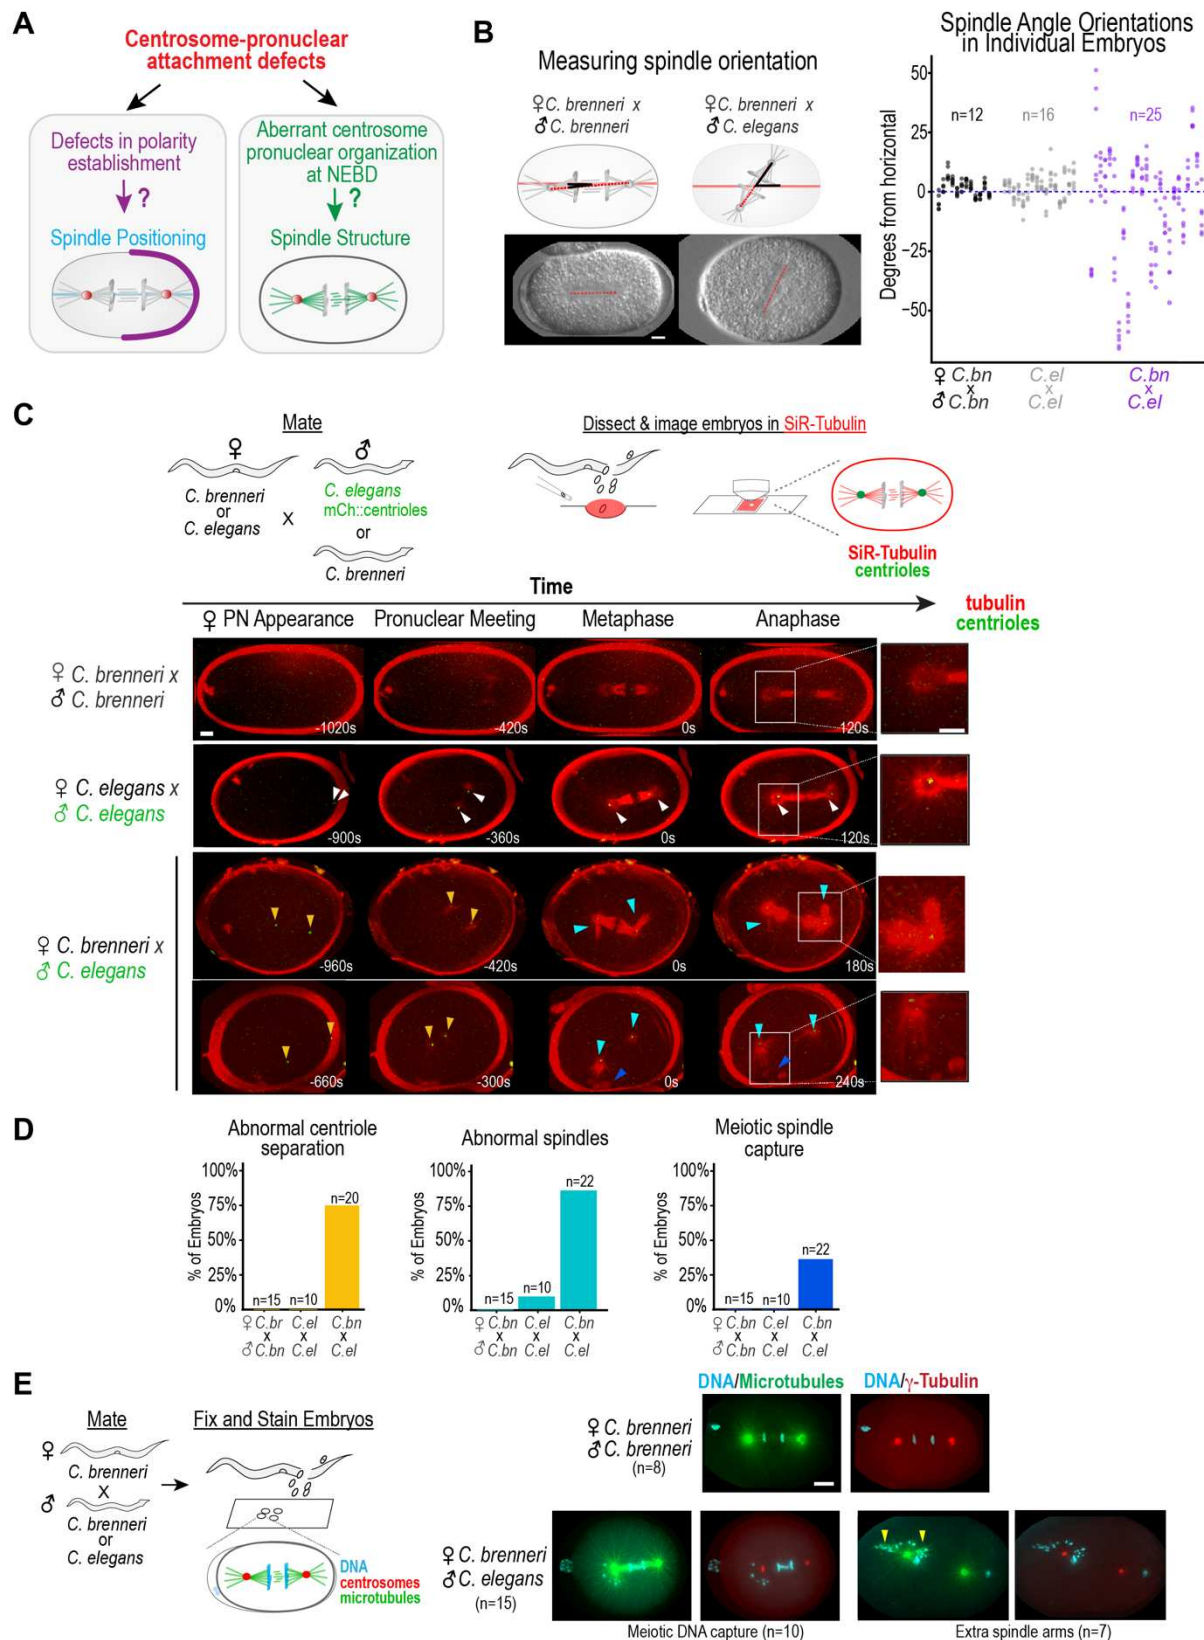 A
Centrosome-pronuclear
attachment defects
Defects in polarity
establishment
?
Spindle Positioning
Aberrant centrosome
pronuclear organization
at NEBD
?
Spindle Structure
B
Measuring spindle orientation
♀ C. brenneri x
♂ C. brenneri
♀ C. brenneri x
♂ C. elegans
Spindle Angle Orientations
in Individual Embryos
Degrees from horizontal
50
25
0
−25
−50
n=12
n=16
n=25
♀ C.bn
x
♂ C.bn
C.el
x
C.el
C.bn
x
C.el
C
Mate
♀
♂
C. brenneri
or
C. elegans
X
C. elegans
mCh::centrioles
or
C. brenneri
Dissect & image embryos in SiR-Tubulin
SiR-Tubulin
centrioles
Time
♀ PN Appearance
Pronuclear Meeting
Metaphase
Anaphase
tubulin
centrioles
♀ C. brenneri x
♂ C. brenneri
-1020s
-420s
0s
120s
♀ C. elegans x
♂ C. elegans
-900s
-360s
0s
120s
♀ C. brenneri x
♂ C. elegans
-960s
-420s
0s
180s
-660s
-300s
0s
240s
D
Abnormal centriole
separation
% of Embryos
100%
75%
50%
25%
0%
n=15
n=10
n=20
♀ C.br
x
♂ C.bn
C.el
x
C.el
C.bn
x
C.el
Abnormal spindles
% of Embryos
100%
75%
50%
25%
0%
n=15
n=10
n=22
♀ C.bn
x
♂ C.bn
C.el
x
C.el
C.bn
x
C.el
Meiotic spindle
capture
% of Embryos
100%
75%
50%
25%
0%
n=15
n=10
n=22
♀ C.bn
x
♂ C.bn
C.el
x
C.el
C.bn
x
C.el
E
Mate
♀
C. brenneri
X
♂
C. brenneri
or
C. elegans
Fix and Stain Embryos
DNA
centrosomes
microtubules
DNA/Microtubules
DNA/γ-Tubulin
♀ C. brenneri
♂ C. brenneri
(n=8)
♀ C. brenneri
♂ C. elegans
(n=15)
Meiotic DNA capture (n=10)
Extra spindle arms (n=7)